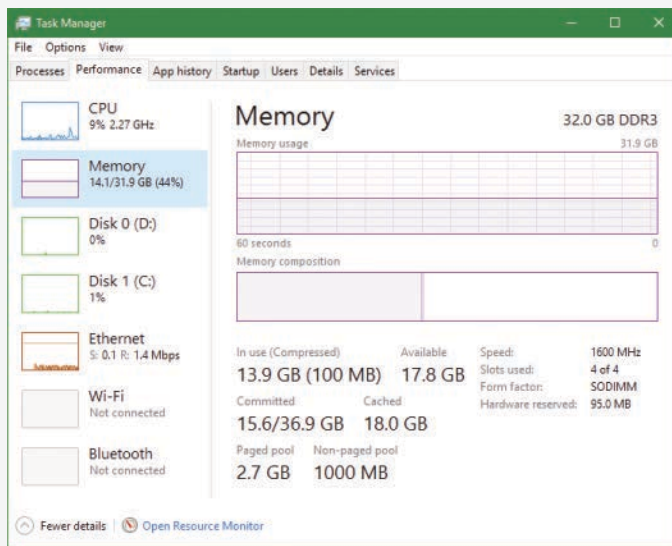 Task Manager
File Options View
Processes Performance App history Startup Users Details Services
CPU
9% 2.27 GHz
Memory
14.1/31.9 GB (44%)
Disk 0 (D:)
0%
Disk 1 (C:)
1%
Ethernet
S: 0.1 R: 1.4 Mbps
Wi-Fi
Not connected
Bluetooth
Not connected
Memory 32.0 GB DDR3
Memory usage 31.9 GB
60 seconds 0
Memory composition
In use (Compressed) Available
13.9 GB (100 MB) 17.8 GB
Committed Cached
15.6/36.9 GB 18.0 GB
Paged pool Non-paged pool
2.7 GB 1000 MB
Speed: 1600 MHz
Slots used: 4 of 4
Form factor: SODIMM
Hardware reserved: 95.0 MB
Fewer details Open Resource Monitor